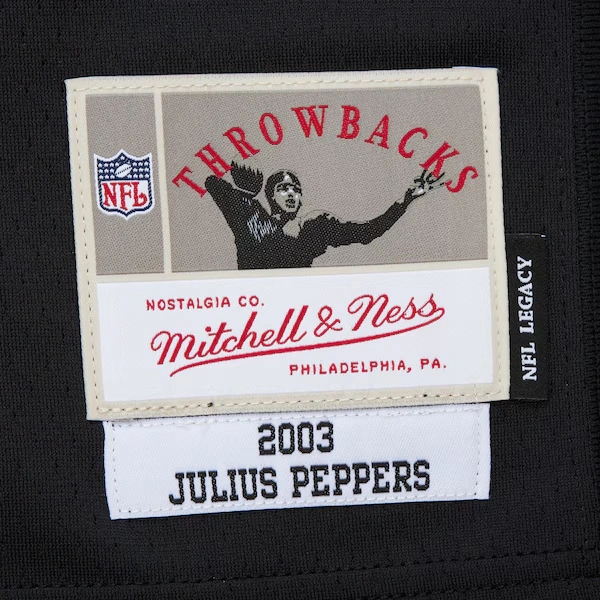 THROWBACKS
NFL
NOSTALGIA CO.
Mitchell & Ness
PHILADELPHIA, PA.
NFL LEGACY
2003
JULIUS PEPPERS